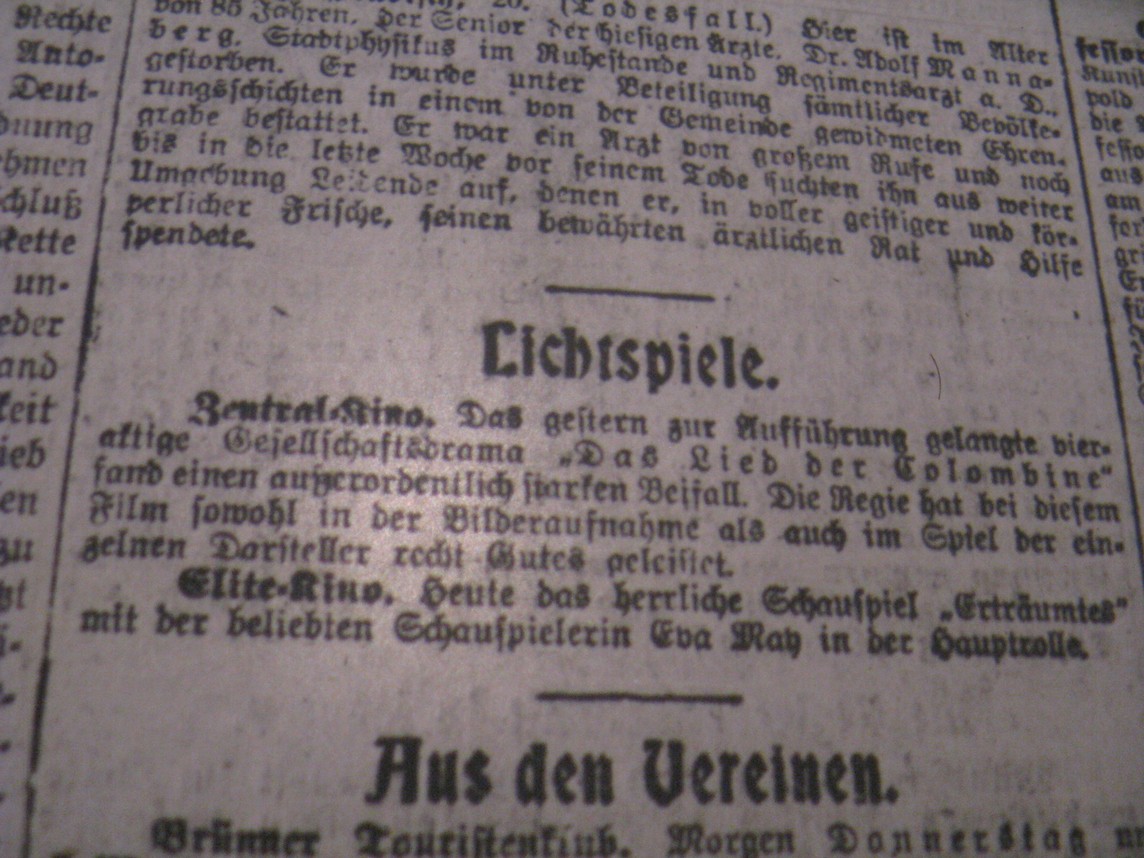 von 85 Jahren, der Senior der hiesigen Ärzte, Dr. Adolf Manna-
berg, Stadtphysikus im Ruhestande und Regimentsarzt a. D.,
gestorben. Er wurde unter Beteiligung sämtlicher Bevölke-
rungsschichten in einem von der Gemeinde gewidmeten Ehren-
grabe bestattet. Er war ein Arzt von großem Rufe und noch
bis in die letzte Woche vor seinem Tode suchten ihn aus weiter
Umgebung Leidende auf, denen er, in voller geistiger und kör-
perlicher Frische, seinen bewährten ärztlichen Rat und Hilfe
spendete.
Lichtspiele.
Zentral-Kino. Das gestern zur Aufführung gelangte vier-
aktige Gesellschaftsdrama „Das Lied der Colombine"
fand einen außerordentlich starken Beifall. Die Regie hat bei diesem
Film sowohl in der Bilderaufnahme als auch im Spiel der ein-
zelnen Darsteller recht Gutes geleistet.
Elite-Kino. Heute das herrliche Schauspiel „Erträumtes"
mit der beliebten Schauspielerin Eva May in der Hauptrolle.
Aus den Vereinen.
Brünner Touristenklub. Morgen Donnerstag